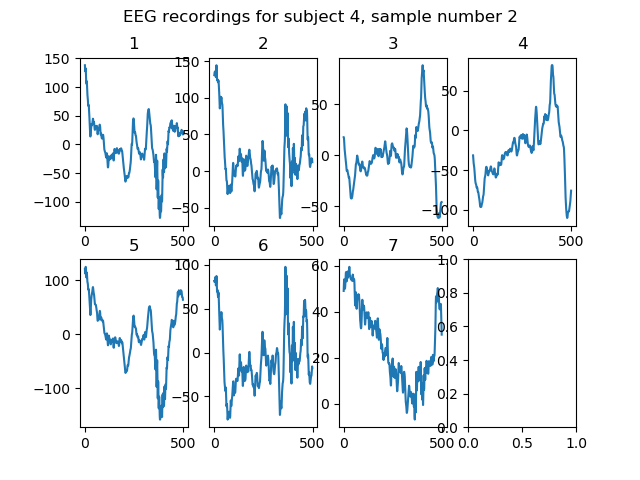 EEG recordings for subject 4, sample number 2
1 2 3 4
150 100 50 0 −50 −100
150 100 50 0 −50
50 0 −50
50 0 −50 −100
0 500 0 500 0 500 0 500
5 6 7
100 0 −100
100 50 0 −50
60 40 20 0
1.0 0.8 0.6 0.4 0.2 0.0
0 500 0 500 0 500 0.0 0.5 1.0